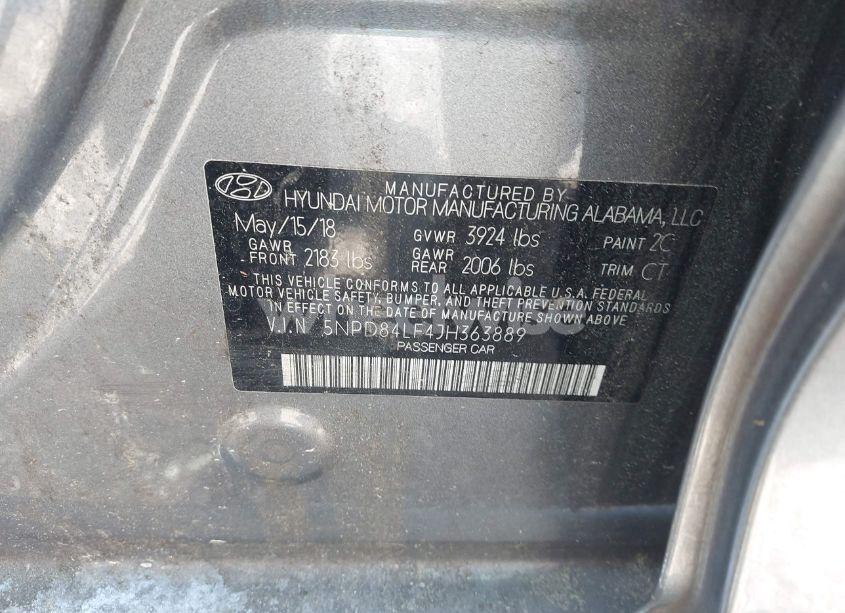 MANUFACTURED BY
HYUNDAI MOTOR MANUFACTURING ALABAMA, LLC
May/15/18 GVWR 3924 lbs PAINT 2C
GAWR FRONT 2183 lbs GAWR REAR 2006 lbs TRIM CT
THIS VEHICLE CONFORMS TO ALL APPLICABLE U.S.A. FEDERAL
MOTOR VEHICLE SAFETY, BUMPER, AND THEFT PREVENTION STANDARDS
IN EFFECT ON THE DATE OF MANUFACTURE SHOWN ABOVE.
V.I.N. 5NPD84LF4JH363889
PASSENGER CAR